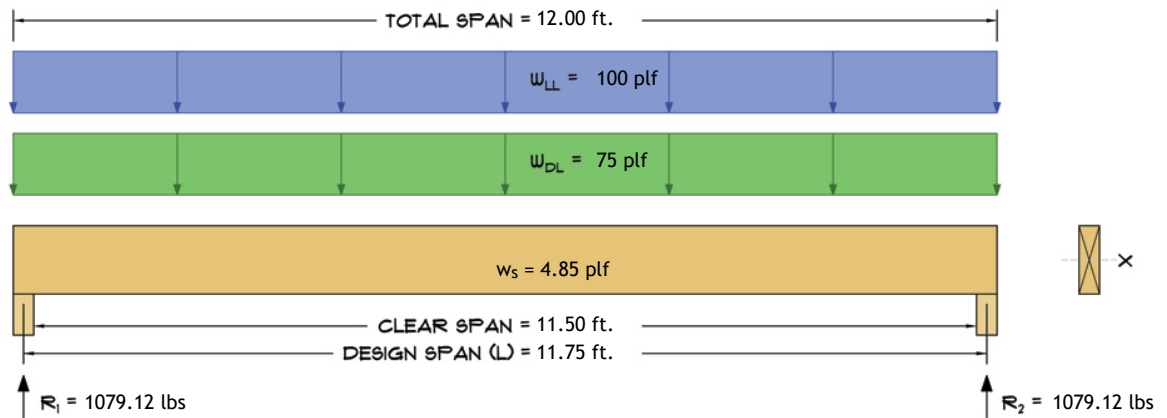 TOTAL SPAN = 12.00 ft.
WLL = 100 plf
WDL = 75 plf
ws = 4.85 plf
X
CLEAR SPAN = 11.50 ft.
DESIGN SPAN (L) = 11.75 ft.
R1 = 1079.12 lbs
R2 = 1079.12 lbs